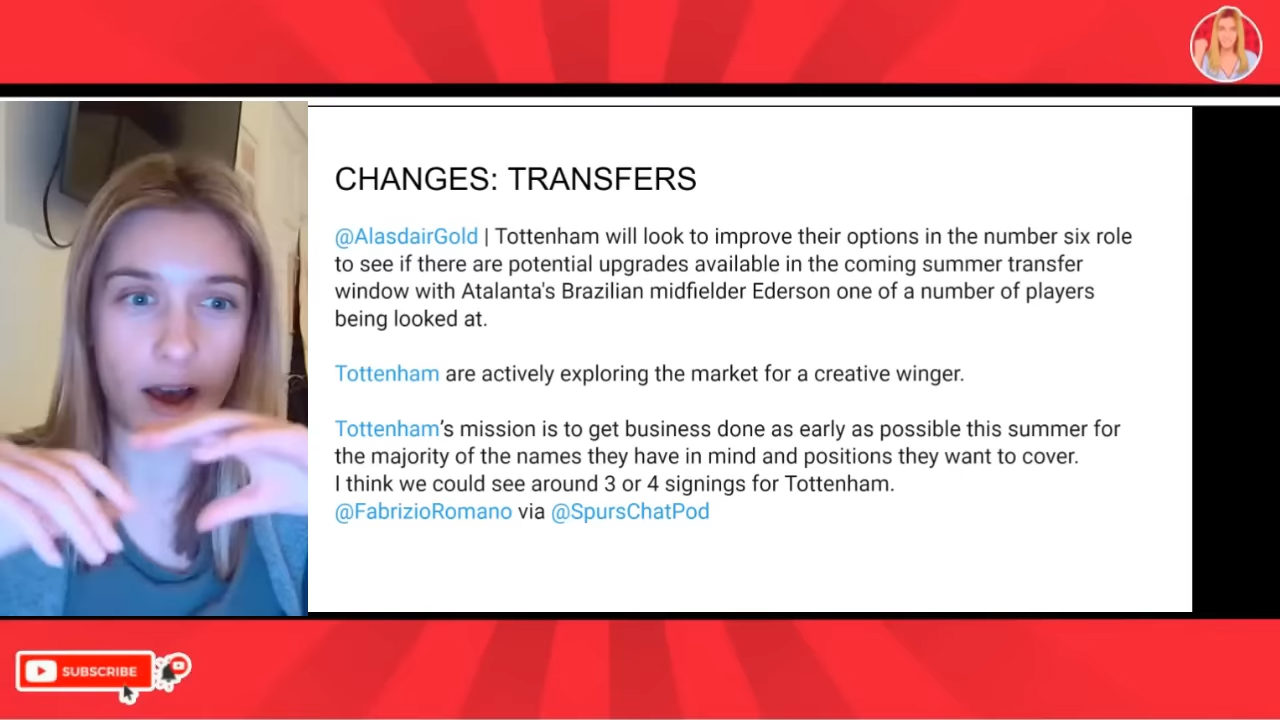 CHANGES: TRANSFERS
@AlasdairGold | Tottenham will look to improve their options in the number six role
to see if there are potential upgrades available in the coming summer transfer
window with Atalanta's Brazilian midfielder Ederson one of a number of players
being looked at.
Tottenham are actively exploring the market for a creative winger.
Tottenham’s mission is to get business done as early as possible this summer for
the majority of the names they have in mind and positions they want to cover.
I think we could see around 3 or 4 signings for Tottenham.
@FabrizioRomano via @SpursChatPod
SUBSCRIBE